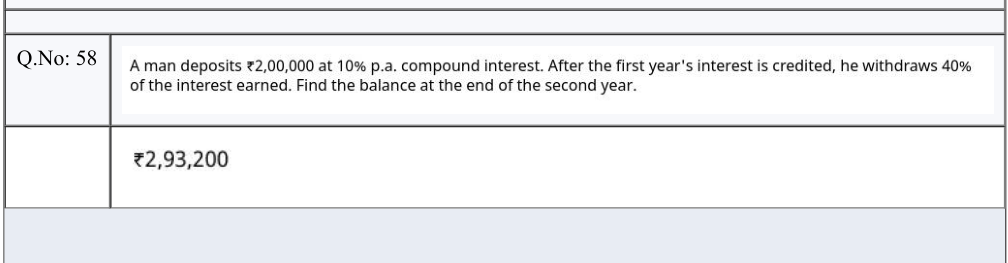 Q.No: 58
A man deposits ₹2,00,000 at 10% p.a. compound interest. After the first year's interest is credited, he withdraws 40%
of the interest earned. Find the balance at the end of the second year.
₹2,93,200